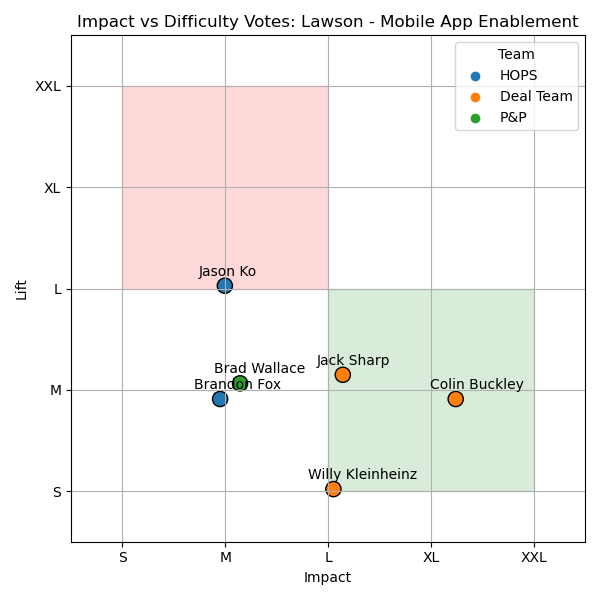 Impact vs Difficulty Votes: Lawson - Mobile App Enablement
Team
HOPS
Deal Team
P&P
XXL
XL
L
M
S
Lift
Jason Ko
Jack Sharp
Brad Wallace
Brandon Fox
Colin Buckley
Willy Kleinheinz
S
M
L
XL
XXL
Impact